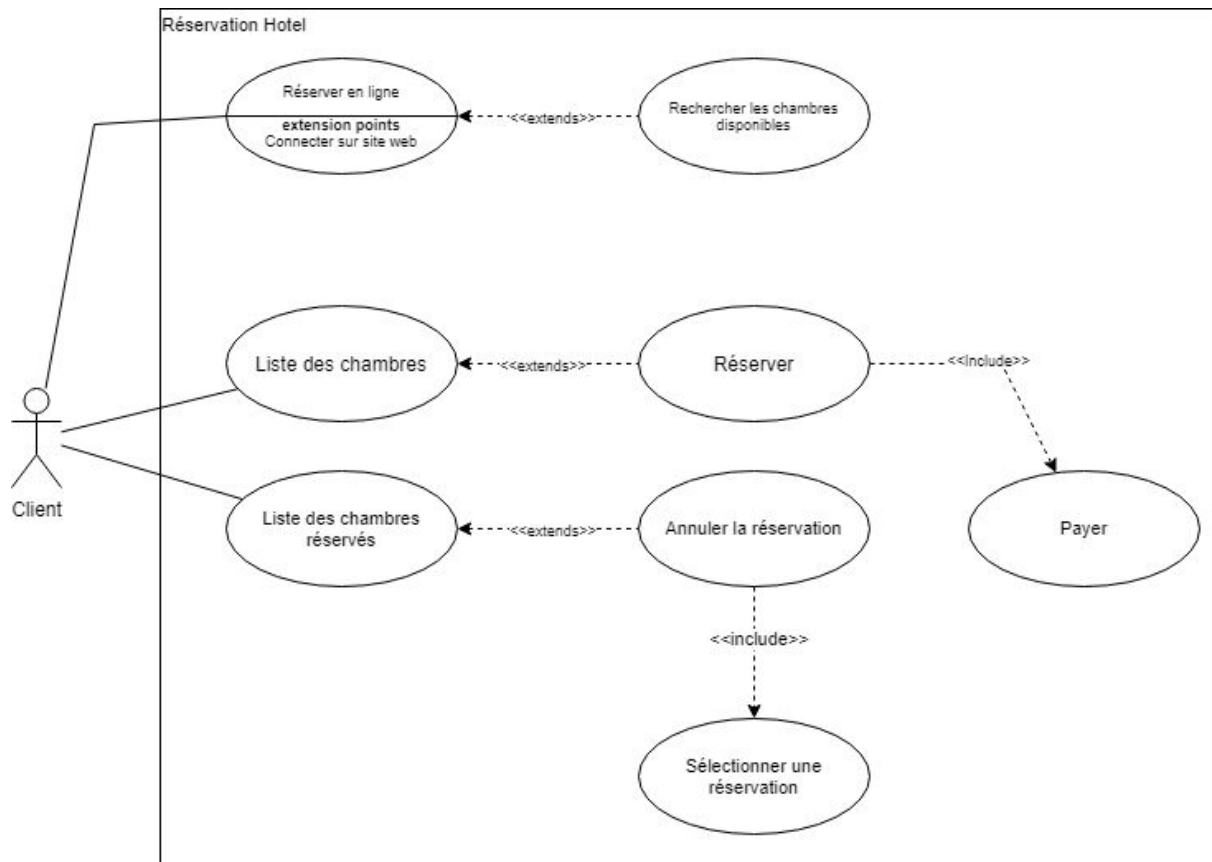 Réservation Hotel
Réserver en ligne
extension points
Connecter sur site web
<<extends>>
Rechercher les chambres
disponibles
Liste des chambres
<<extends>>
Réserver
<<Include>>
Client
Liste des chambres
réservés
<<extends>>
Annuler la réservation
Payer
<<include>>
Sélectionner une
réservation